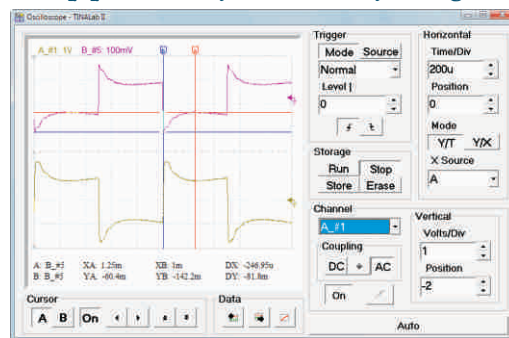 Oscilloscope - TINALab II
A_#1: 1V B_#5: 100mV
A: B_#5 XA: 1.25m XB: 1m DX: -246.95u
B: B_#5 YA: -60.4m YB: -142.2m DY: -81.8m
Cursor
A B On
Data
Trigger
Mode Source
Normal
Level
0
Storage
Run Stop
Store Erase
Channel
A_#1
Coupling
DC AC
On
Horizontal
Time/Div
200u
Position
0
Mode
Y/T Y/X
X Source
A
Vertical
Volts/Div
1
Position
-2
Auto